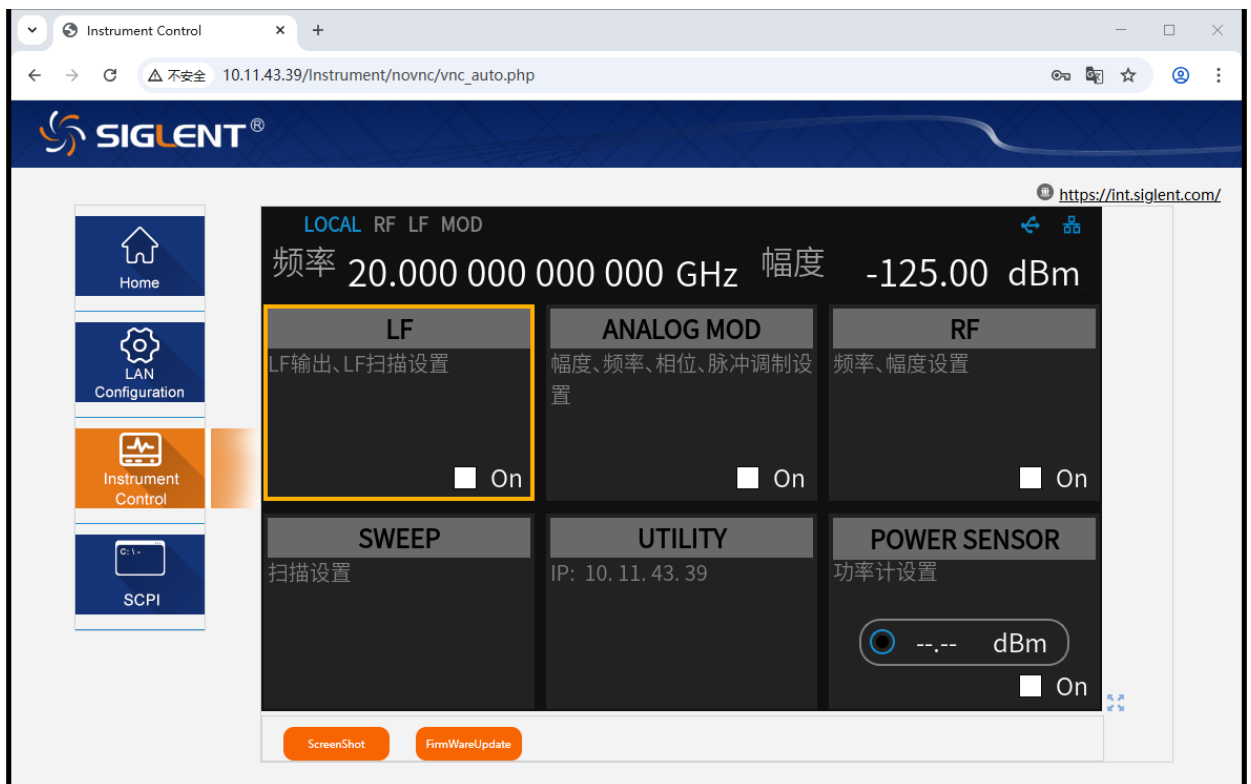 Instrument Control
不安全 10.11.43.39/Instrument/novnc/vnc_auto.php
SIGLENT®
https://int.siglent.com/
Home
LAN
Configuration
Instrument
Control
C:\-
SCPI
LOCAL RF LF MOD
频率 20.000 000 000 000 GHz 幅度 -125.00 dBm
LF
LF输出、LF扫描设置
On
ANALOG MOD
幅度、频率、相位、脉冲调制设
置
On
RF
频率、幅度设置
On
SWEEP
扫描设置
UTILITY
IP: 10. 11. 43. 39
POWER SENSOR
功率计设置
--.-- dBm
On
ScreenShot
FirmWareUpdate